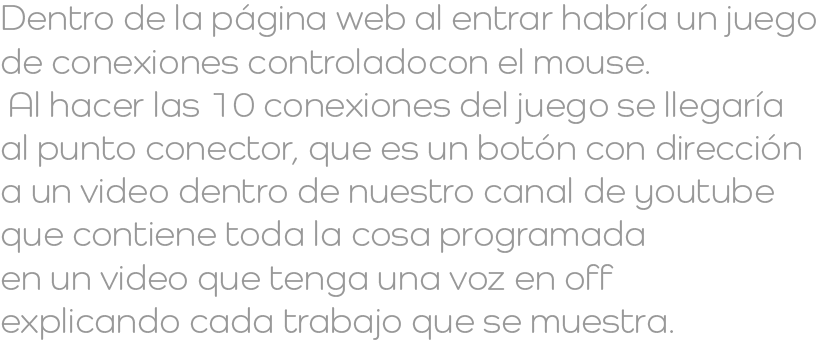 Dentro de la página web al entrar habría un juego
de conexiones controladocon el mouse.
Al hacer las 10 conexiones del juego se llegaría
al punto conector, que es un botón con dirección
a un video dentro de nuestro canal de youtube
que contiene toda la cosa programada
en un video que tenga una voz en off
explicando cada trabajo que se muestra.